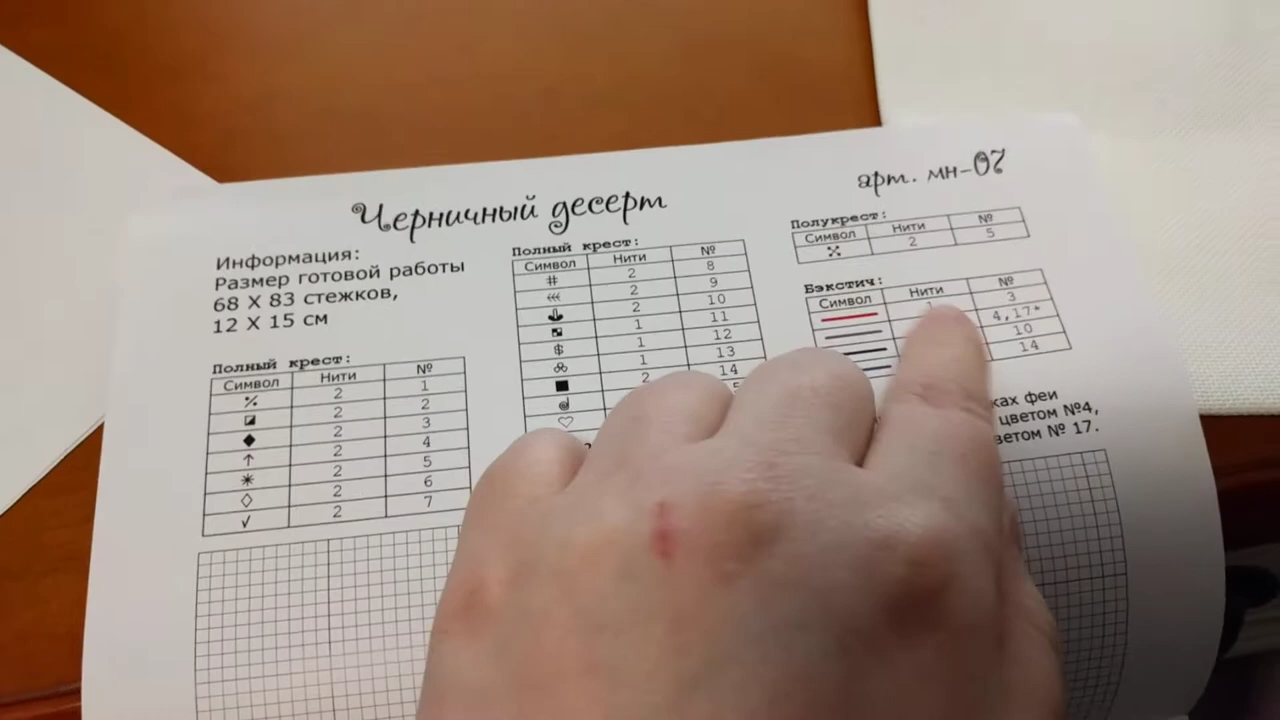 Черничный десерт
арт. мн-07
Информация:
Размер готовой работы
68 X 83 стежков,
12 X 15 см
Полный крест:
Символ Нити №
2 1
2 2
2 3
2 4
2 5
2 6
2 7
Полный крест:
Символ Нити №
# 2 8
2 9
2 10
1 11
$ 1 12
1 13
2 14
Полукрест:
Символ Нити №
2 5
Бэкстич:
Символ Нити №
1 3
4,17*
10
14
феи
цветом №4,
№ 17.